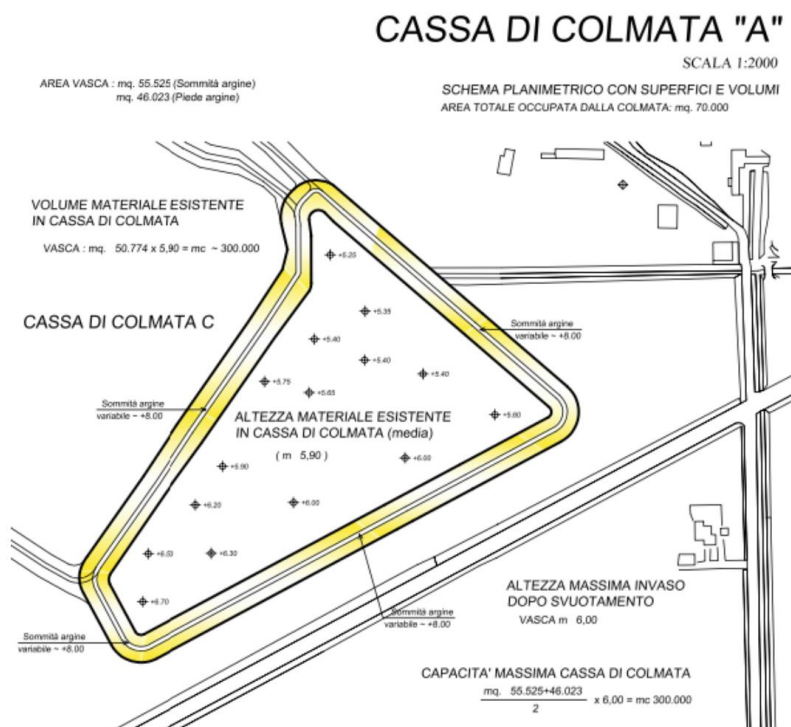 CASSA DI COLMATA "A"
SCALA 1:2000
AREA VASCA : mq. 55.525 (Sommità argine)
mq. 46.023 (Piede argine)
SCHEMA PLANIMETRICO CON SUPERFICI E VOLUMI
AREA TOTALE OCCUPATA DALLA COLMATA: mq. 70.000
VOLUME MATERIALE ESISTENTE
IN CASSA DI COLMATA
VASCA : mq. 50.774 x 5,90 = mc ~ 300.000
+5.25
CASSA DI COLMATA C
+5.35
Sommità argine
variabile ~ +8.00
+5.40
+5.40
+5.40
+5.75
+5.65
Sommità argine
variabile ~ +8.00
ALTEZZA MATERIALE ESISTENTE
IN CASSA DI COLMATA (media)
( m 5,90 )
+5.60
+6.00
+5.90
+6.20
+6.00
+6.53
+6.30
+6.70
ALTEZZA MASSIMA INVASO
DOPO SVUOTAMENTO
VASCA m 6,00
Sommità argine
variabile ~ +8.00
Sommità argine
variabile ~ +8.00
CAPACITA' MASSIMA CASSA DI COLMATA
mq. 55.525+46.023
2
x 6,00 = mc 300.000